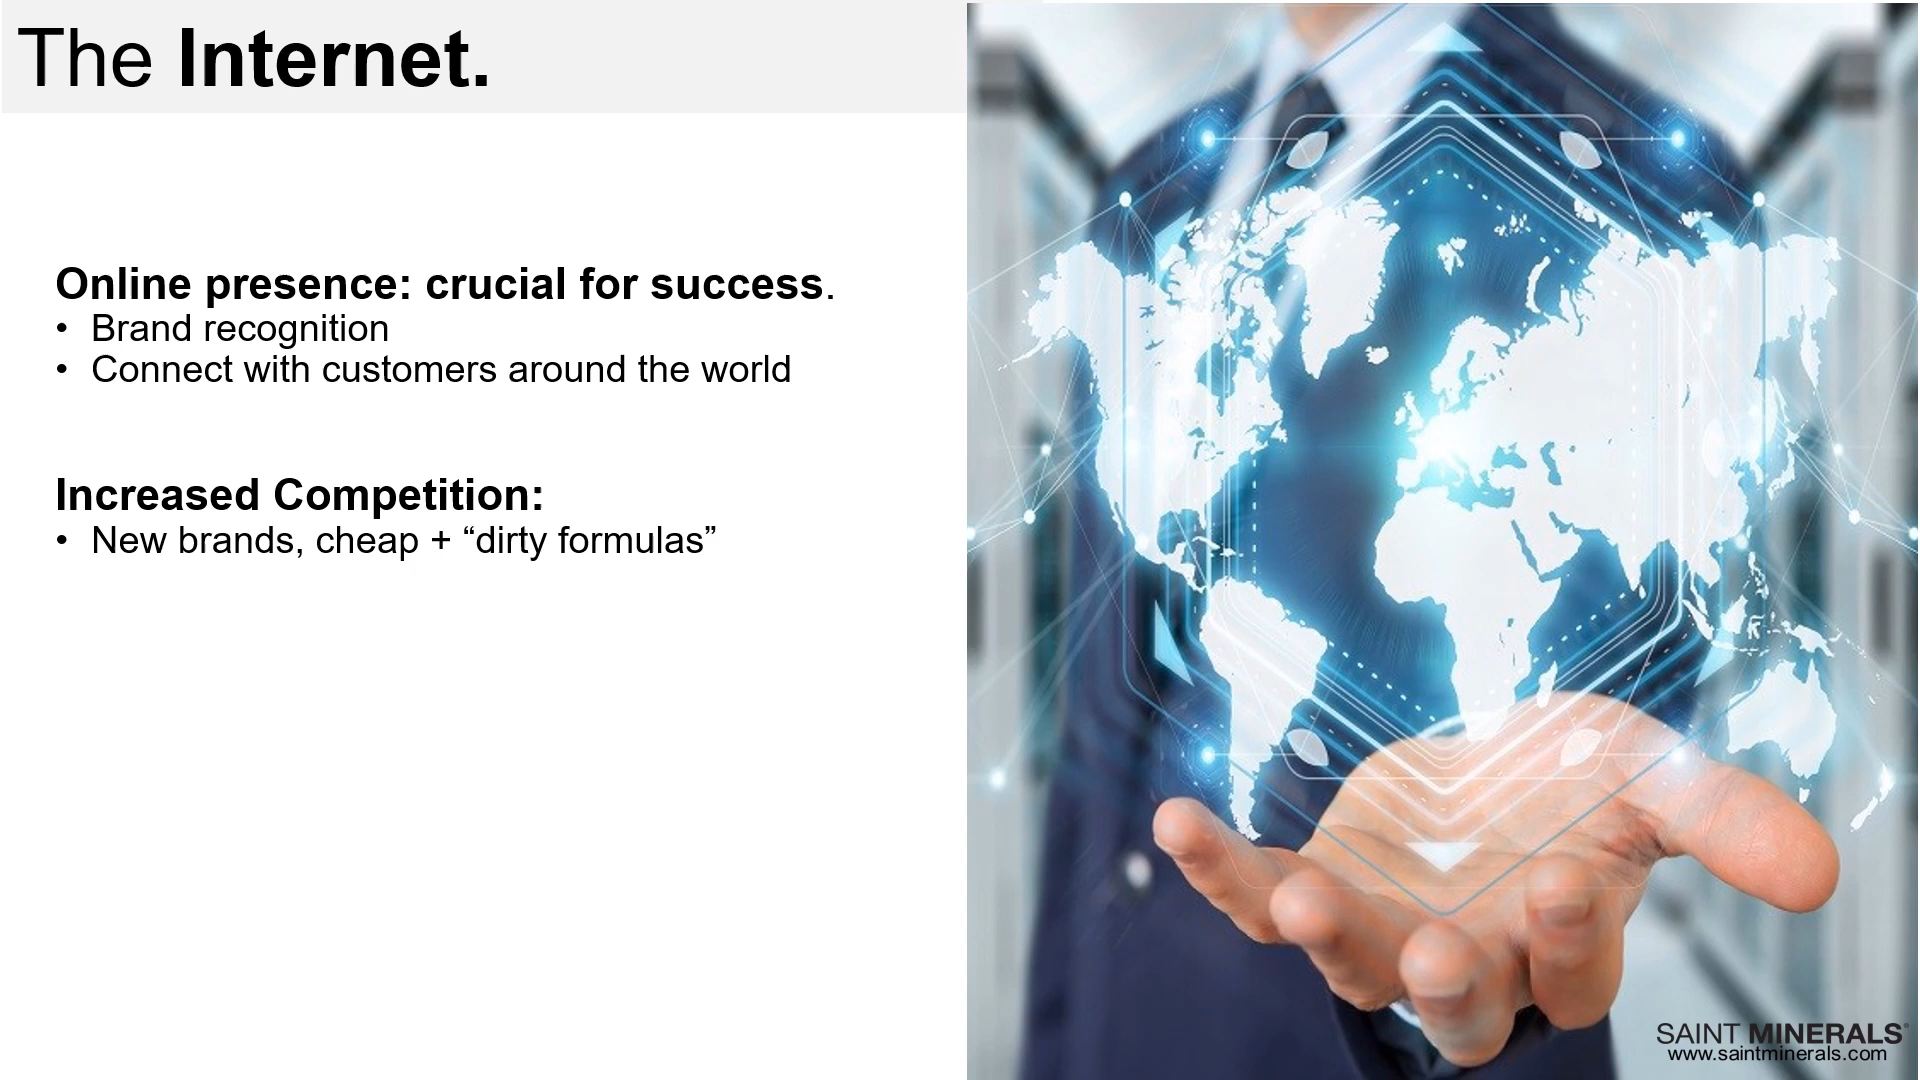 The Internet.
Online presence: crucial for success.
• Brand recognition
• Connect with customers around the world
Increased Competition:
• New brands, cheap + “dirty formulas”
SAINT MINERALS®
www.saintminerals.com